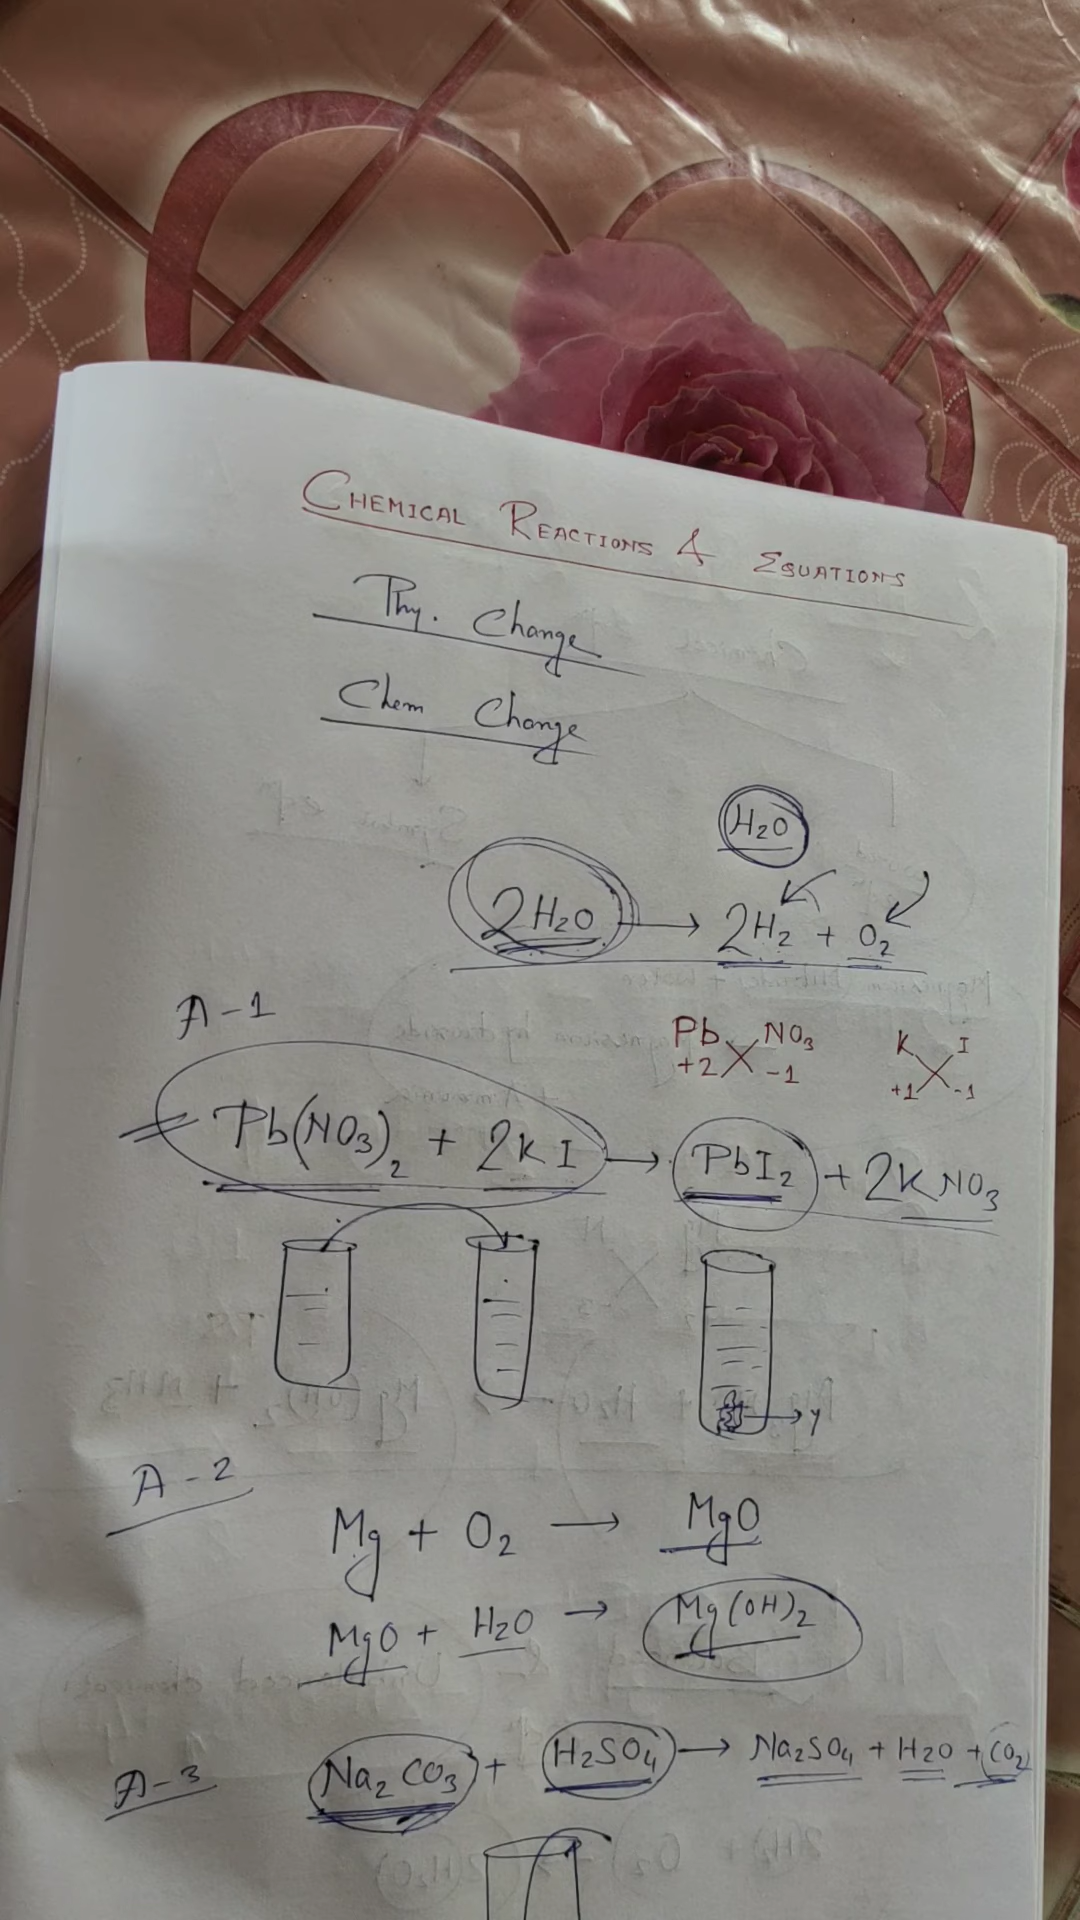 CHEMICAL REACTIONS & EQUATIONS
Phy. Change
Chem Change
H2O
2H2O → 2H2 + O2
A-1
Pb NO3
+2 -1
K I
+1 -1
Pb(NO3)2 + 2KI → PbI2 + 2KNO3
y
A-2
Mg + O2 → MgO
MgO + H2O → Mg(OH)2
A-3
Na2CO3 + H2SO4 → Na2SO4 + H2O + CO2